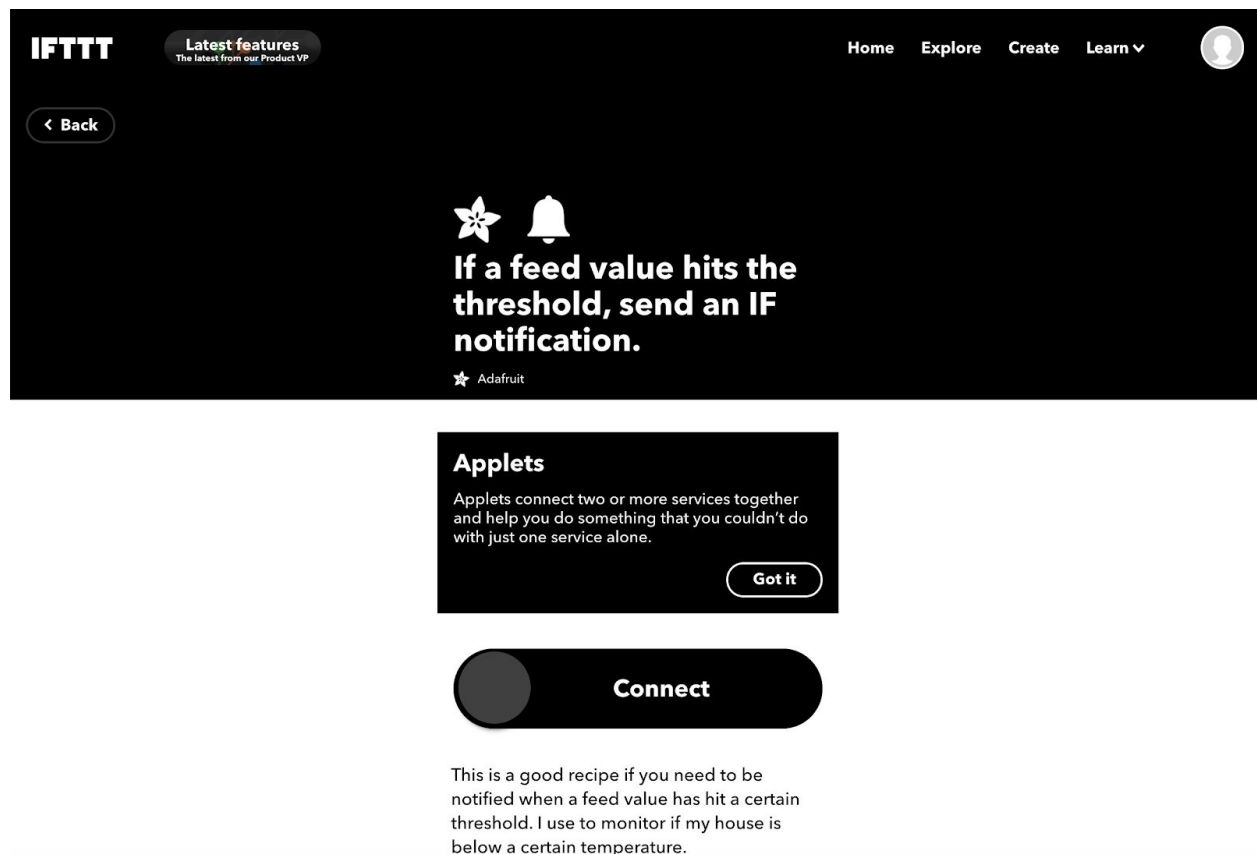 IFTTT
Latest features
The latest from our Product VP
Home Explore Create Learn
Back
If a feed value hits the
threshold, send an IF
notification.
Adafruit
Applets
Applets connect two or more services together
and help you do something that you couldn't do
with just one service alone.
Got it
Connect
This is a good recipe if you need to be
notified when a feed value has hit a certain
threshold. I use to monitor if my house is
below a certain temperature.